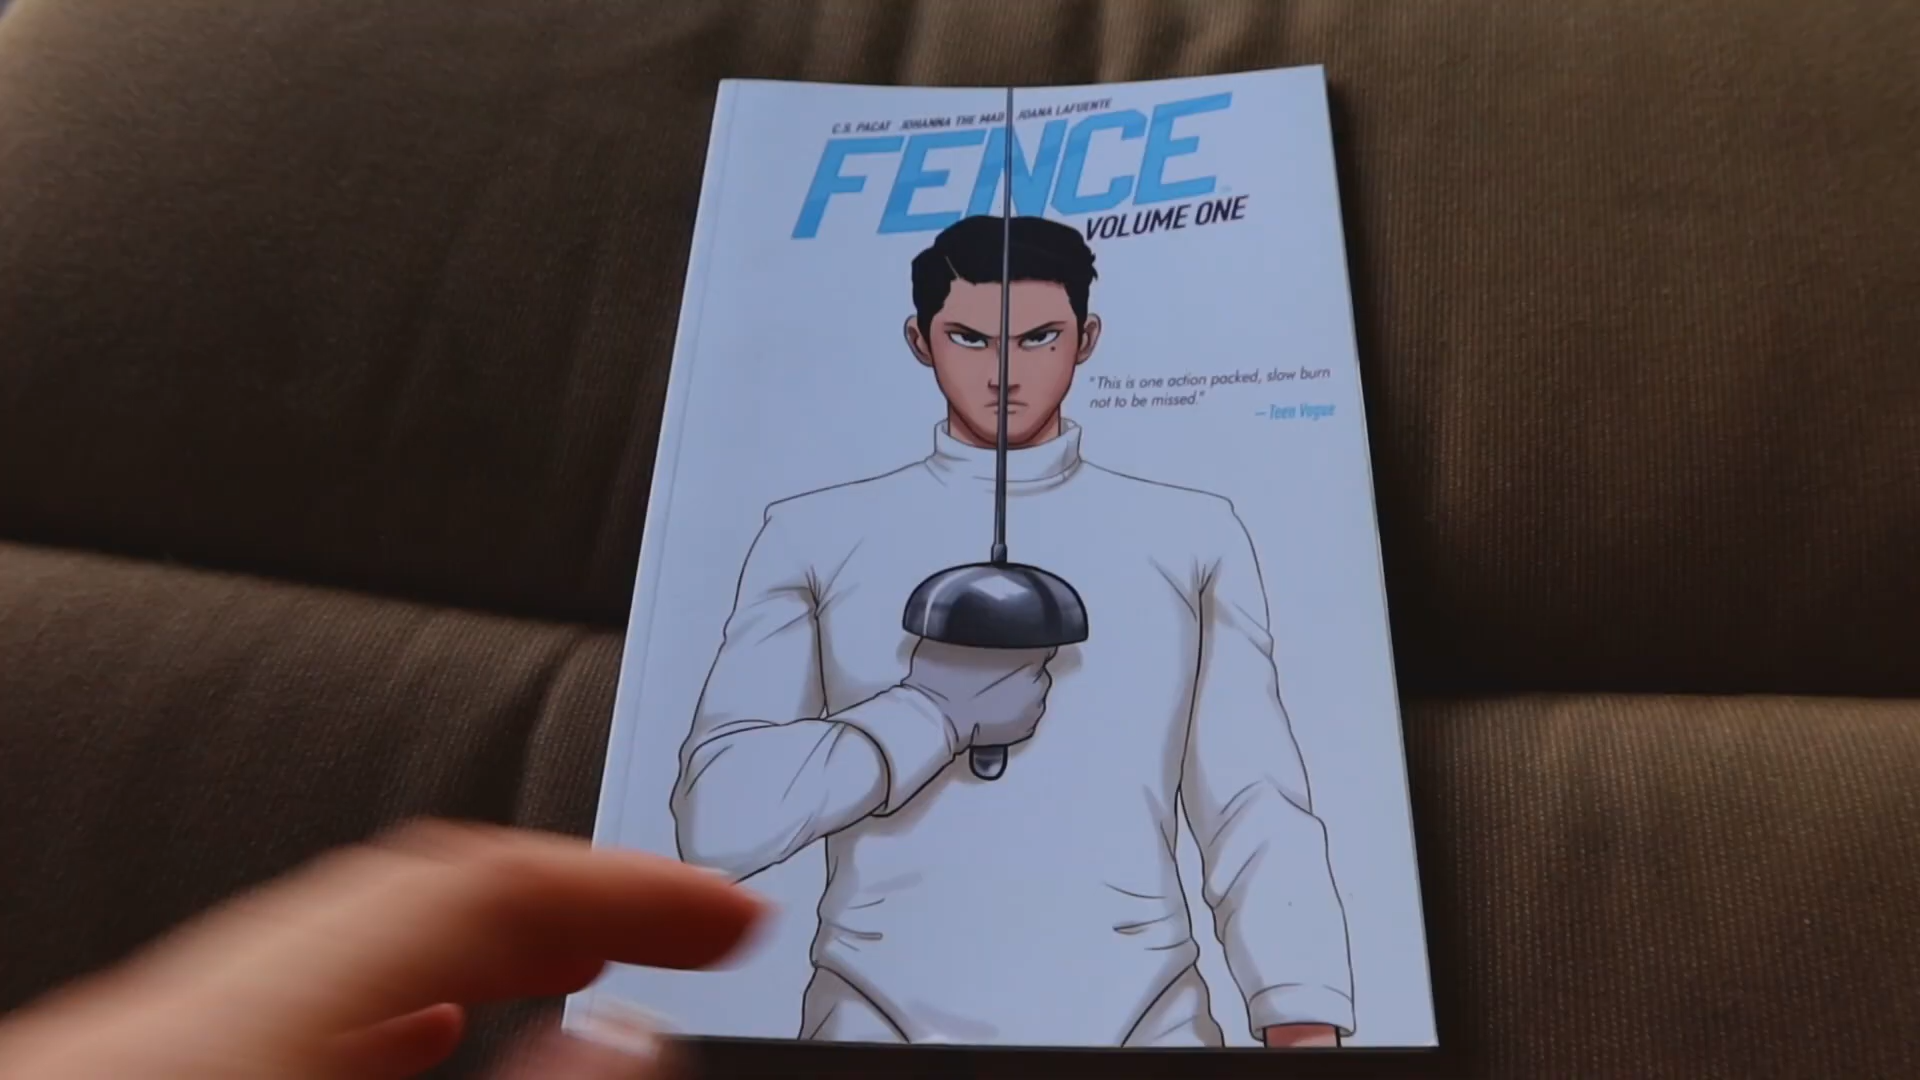 C.S. PACAT JOHANNA THE MAD JOANA LAFUENTE
FENCE
VOLUME ONE
"This is one action packed, slow burn
not to be missed."
— Teen Vogue